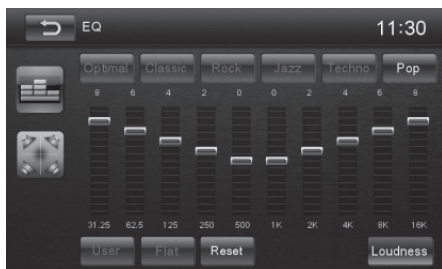 EQ 11:30
Optimal Classic Rock Jazz Techno Pop
8 6 4 2 0 0 2 4 6 8
31.25 62.5 125 250 500 1K 2K 4K 8K 16K
User Flat Reset Loudness